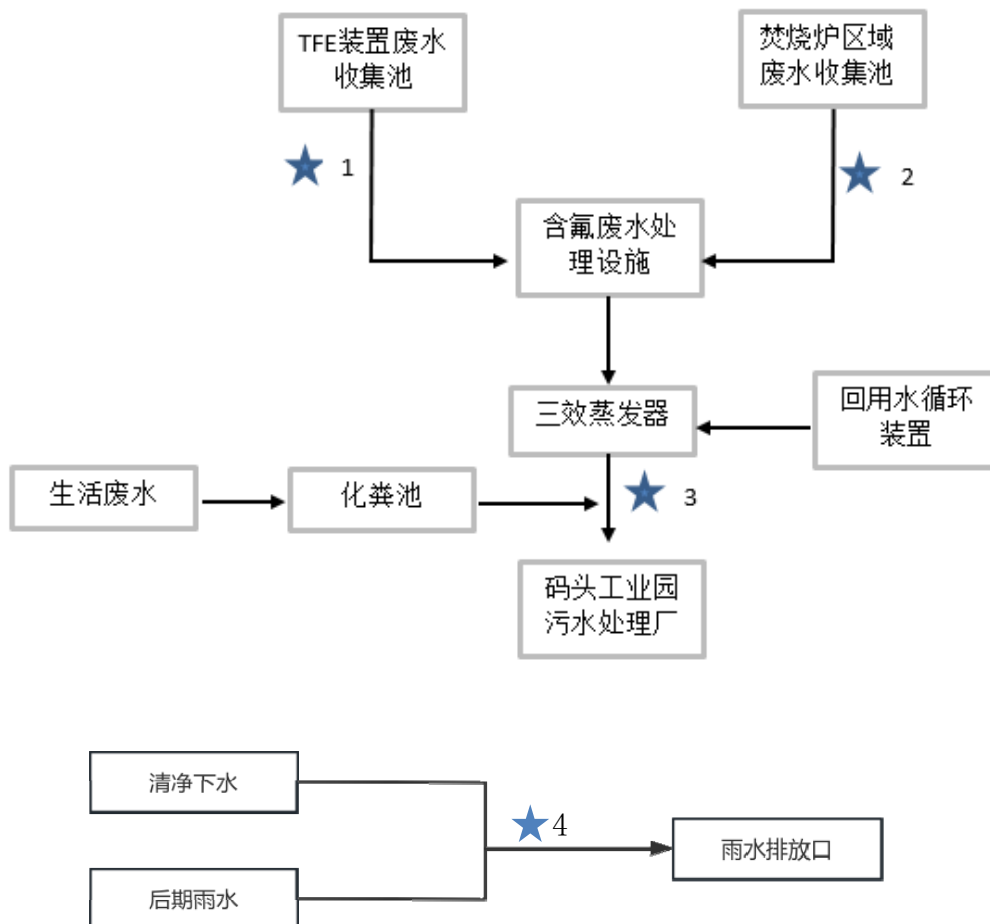 TFE装置废水
收集池
焚烧炉区域
废水收集池
1
2
含氟废水处
理设施
三效蒸发器
回用水循环
装置
生活废水
化粪池
3
码头工业园
污水处理厂
清净下水
4
雨水排放口
后期雨水